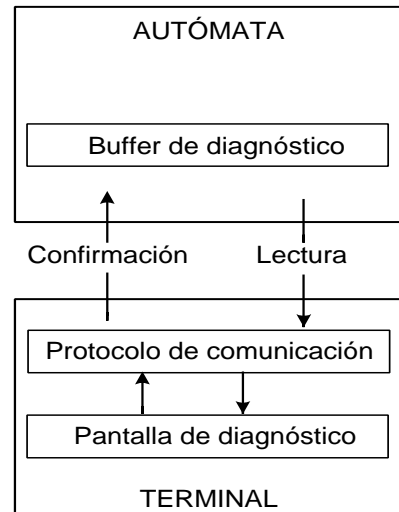 AUTÓMATA
Buffer de diagnóstico
Confirmación Lectura
Protocolo de comunicación
Pantalla de diagnóstico
TERMINAL